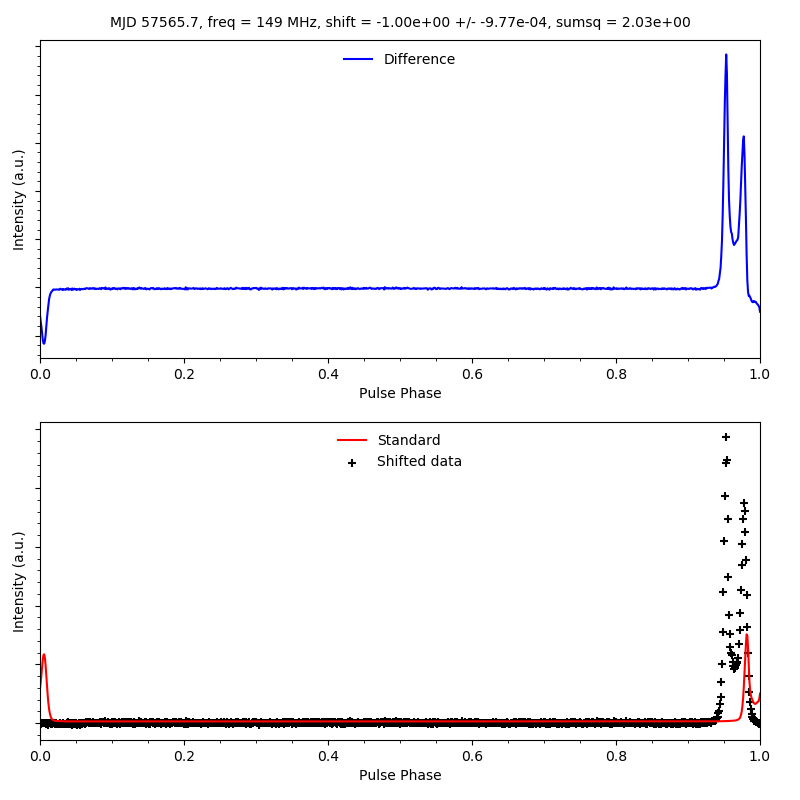 MJD 57565.7, freq = 149 MHz, shift = -1.00e+00 +/- -9.77e-04, sumsq = 2.03e+00
Difference
Intensity (a.u.)
0.0 0.2 0.4 0.6 0.8 1.0
Pulse Phase
Standard
Shifted data
Intensity (a.u.)
0.0 0.2 0.4 0.6 0.8 1.0
Pulse Phase